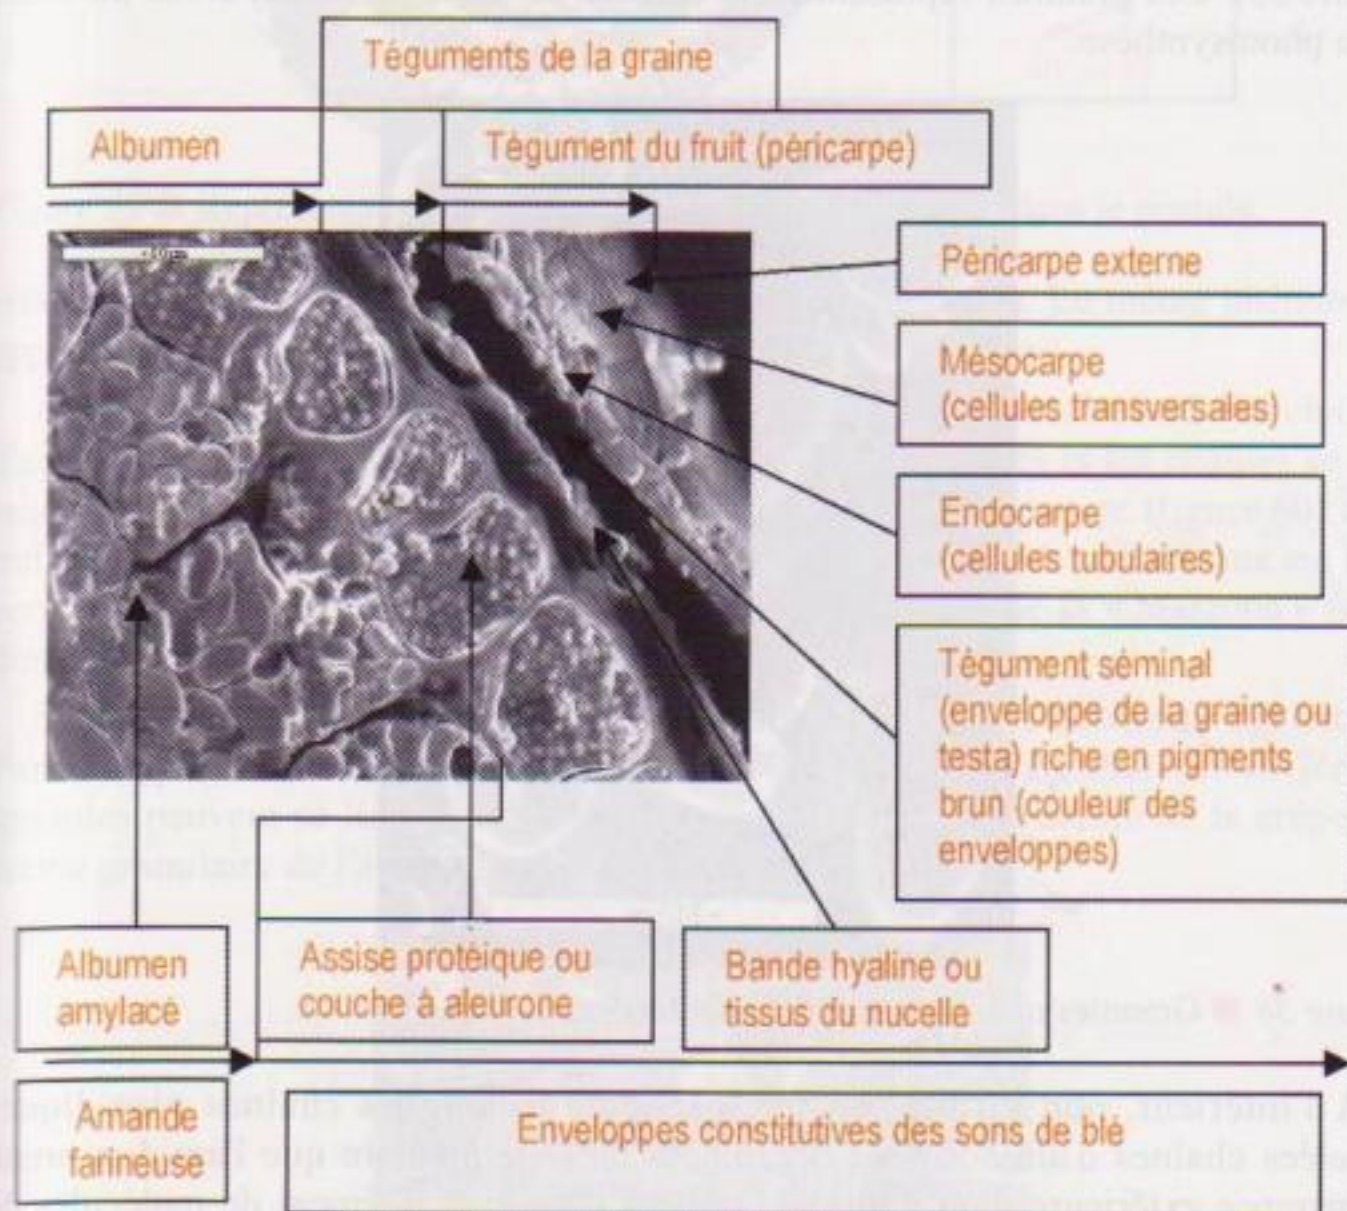 photosynthèse.
Téguments de la graine
Albumen
Tègument du fruit (péricarpe)
Péricarpe externe
Mésocarpe
(cellules transversales)
Endocarpe
(cellules tubulaires)
Tégument séminal
(enveloppe de la graine ou
testa) riche en pigments
brun (couleur des
enveloppes)
Albumen
amylacé
Assise protéique ou
couche à aleurone
Bande hyaline ou
tissus du nucelle
Amande
farineuse
Enveloppes constitutives des sons de blé